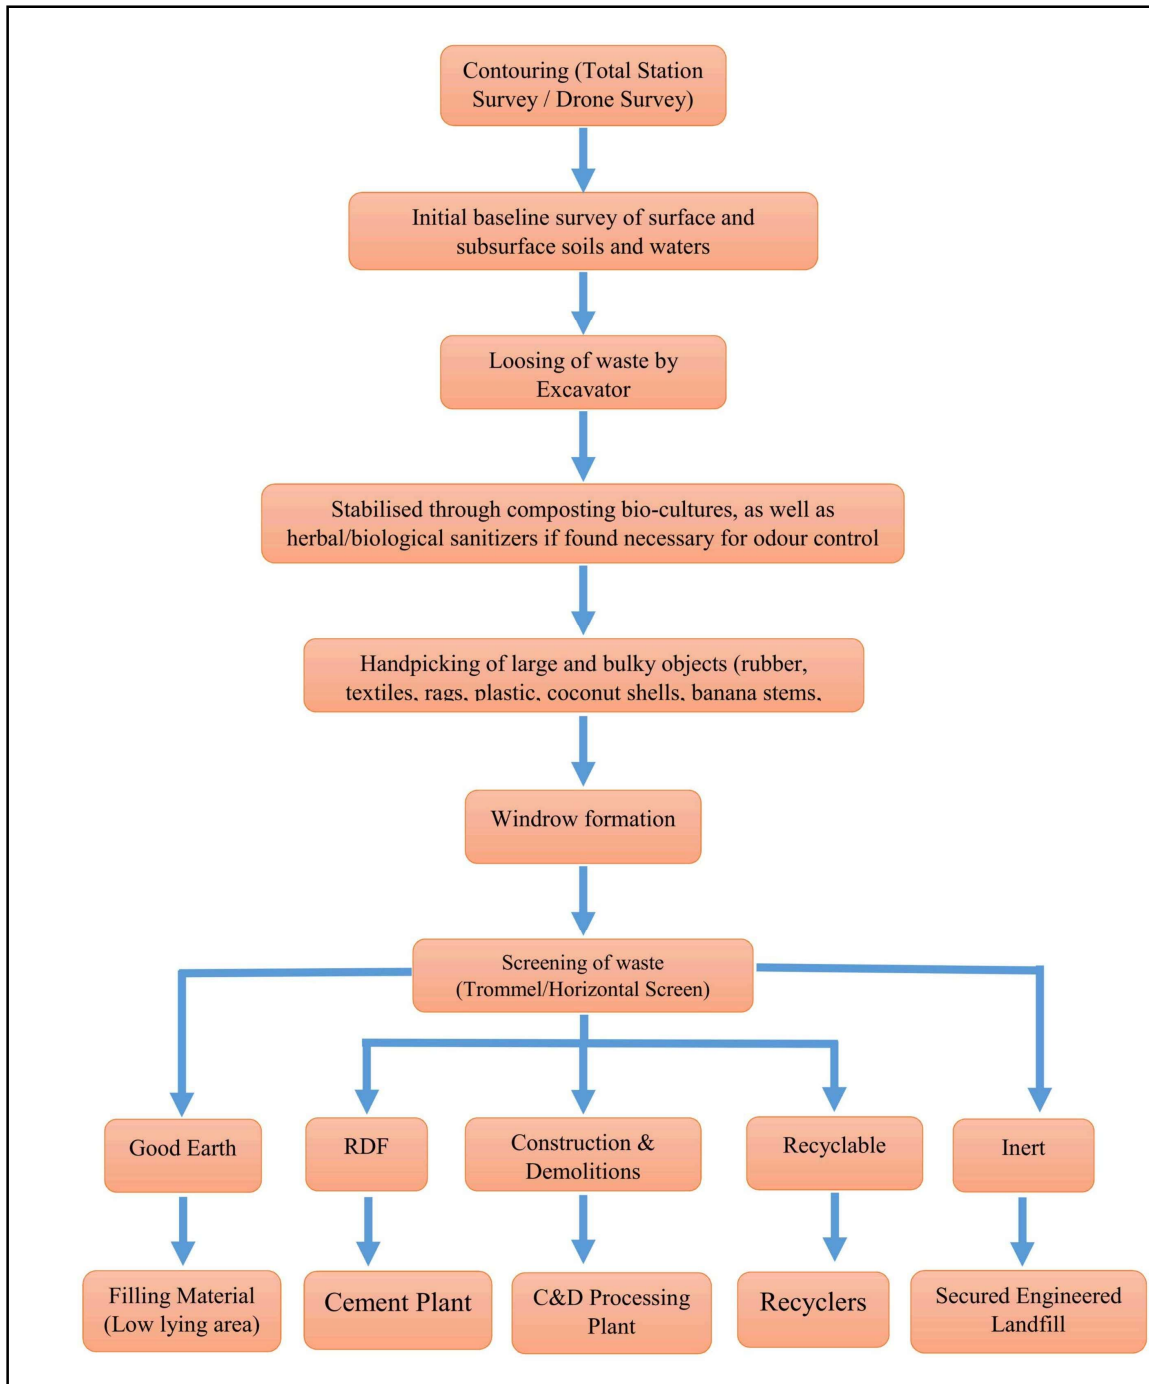 Contouring (Total Station
Survey / Drone Survey)
Initial baseline survey of surface and
subsurface soils and waters
Loosing of waste by
Excavator
Stabilised through composting bio-cultures, as well as
herbal/biological sanitizers if found necessary for odour control
Handpicking of large and bulky objects (rubber,
textiles, rags, plastic, coconut shells, banana stems,
Windrow formation
Screening of waste
(Trommel/Horizontal Screen)
Good Earth
RDF
Construction &
Demolitions
Recyclable
Inert
Filling Material
(Low lying area)
Cement Plant
C&D Processing
Plant
Recyclers
Secured Engineered
Landfill